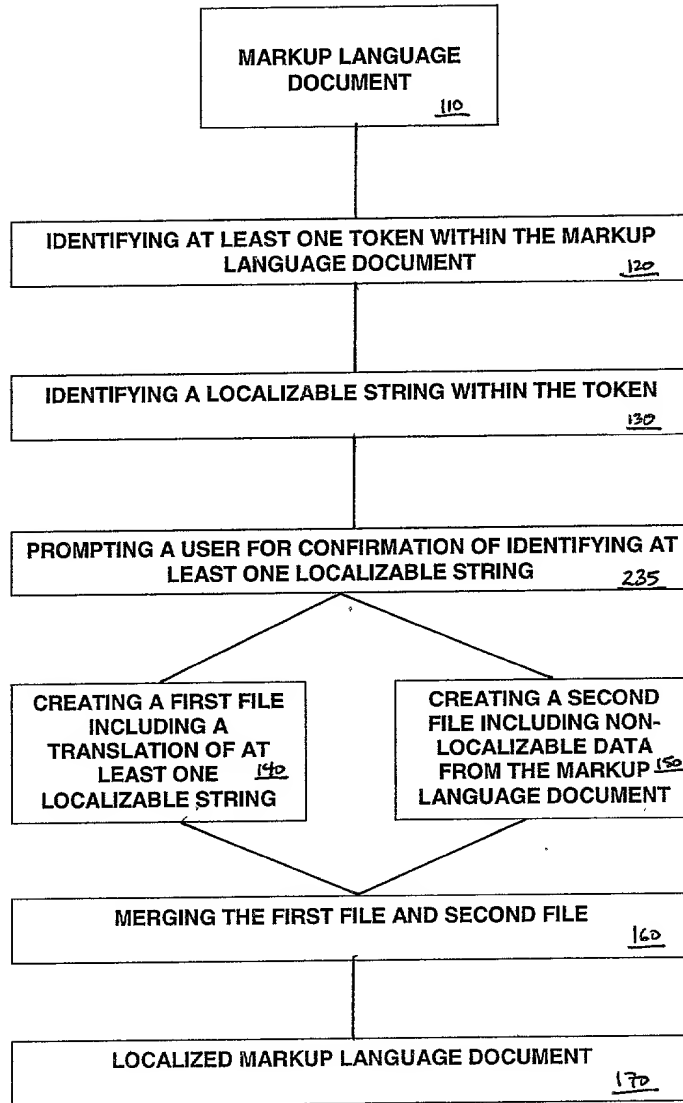 MARKUP LANGUAGE
DOCUMENT
110
IDENTIFYING AT LEAST ONE TOKEN WITHIN THE MARKUP
LANGUAGE DOCUMENT 120
IDENTIFYING A LOCALIZABLE STRING WITHIN THE TOKEN
130
PROMPTING A USER FOR CONFIRMATION OF IDENTIFYING AT
LEAST ONE LOCALIZABLE STRING 235
CREATING A FIRST FILE
INCLUDING A
TRANSLATION OF AT
LEAST ONE 140
LOCALIZABLE STRING
CREATING A SECOND
FILE INCLUDING NON-
LOCALIZABLE DATA
FROM THE MARKUP 150
LANGUAGE DOCUMENT
MERGING THE FIRST FILE AND SECOND FILE
160
LOCALIZED MARKUP LANGUAGE DOCUMENT
170